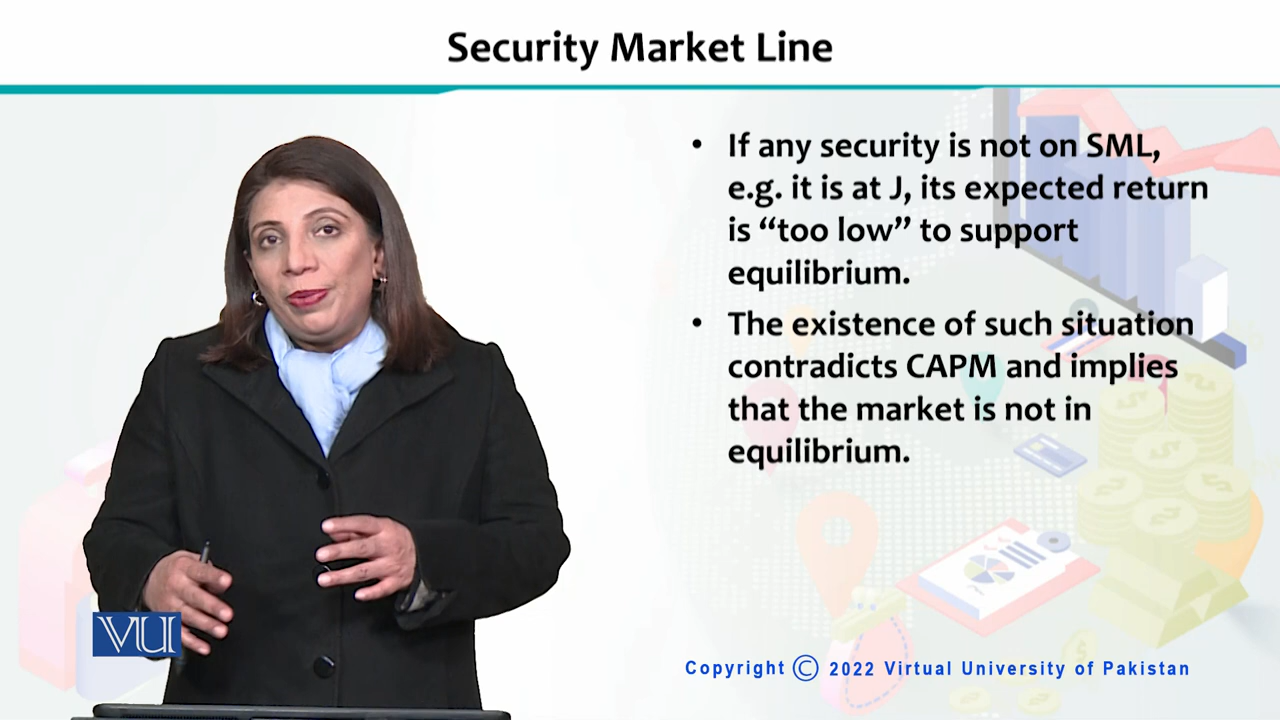 Security Market Line
• If any security is not on SML,
e.g. it is at J, its expected return
is “too low” to support
equilibrium.
• The existence of such situation
contradicts CAPM and implies
that the market is not in
equilibrium.
VU
Copyright © 2022 Virtual University of Pakistan